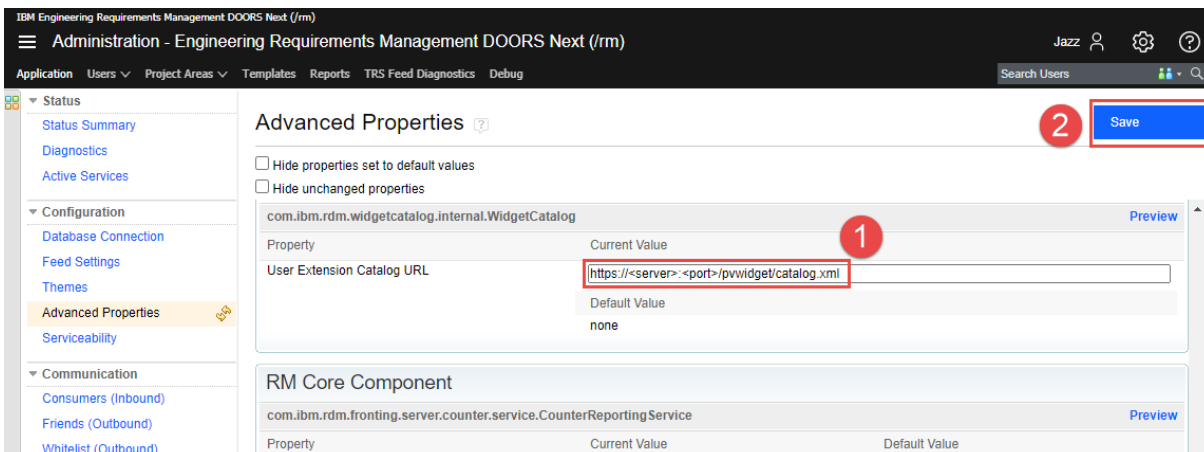 IBM Engineering Requirements Management DOORS Next (/rm)
Administration - Engineering Requirements Management DOORS Next (/rm)
Jazz
Application Users Project Areas Templates Reports TRS Feed Diagnostics Debug
Search Users
Status
Status Summary
Diagnostics
Active Services
Configuration
Database Connection
Feed Settings
Themes
Advanced Properties
Serviceability
Communication
Consumers (Inbound)
Friends (Outbound)
Whitelist (Outbound)
Advanced Properties ?
2
Save
Hide properties set to default values
Hide unchanged properties
com.ibm.rdm.widgetcatalog.internal.WidgetCatalog Preview
1
Property Current Value
User Extension Catalog URL https://<server>:<port>/pvwidget/catalog.xml
Default Value
none
RM Core Component
com.ibm.rdm.fronting.server.counter.service.CounterReportingService Preview
Property Current Value Default Value